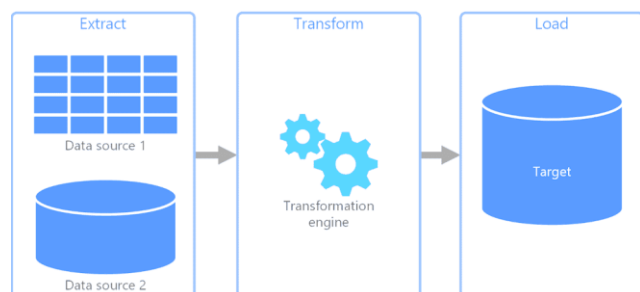 Extract
Transform
Load
Data source 1
Target
Transformation
engine
Data source 2